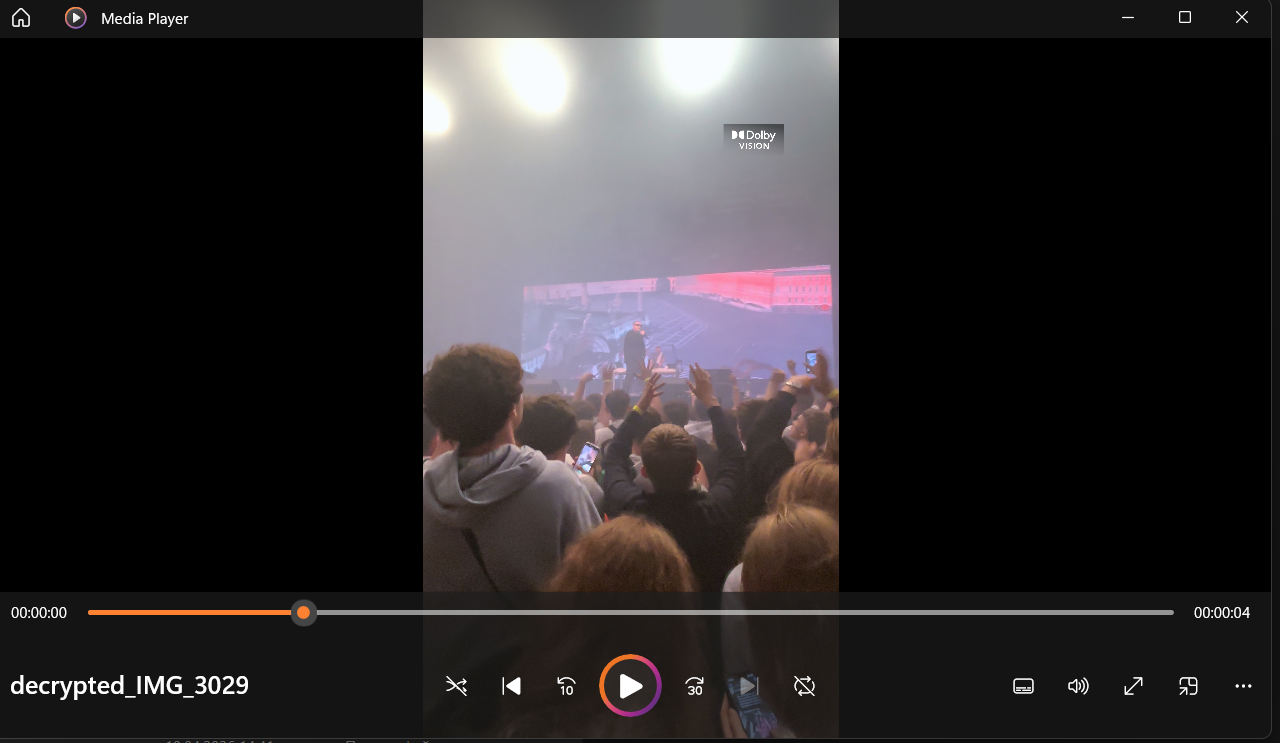 Media Player
Dolby
VISION
00:00:00
00:00:04
decrypted_IMG_3029
10
30